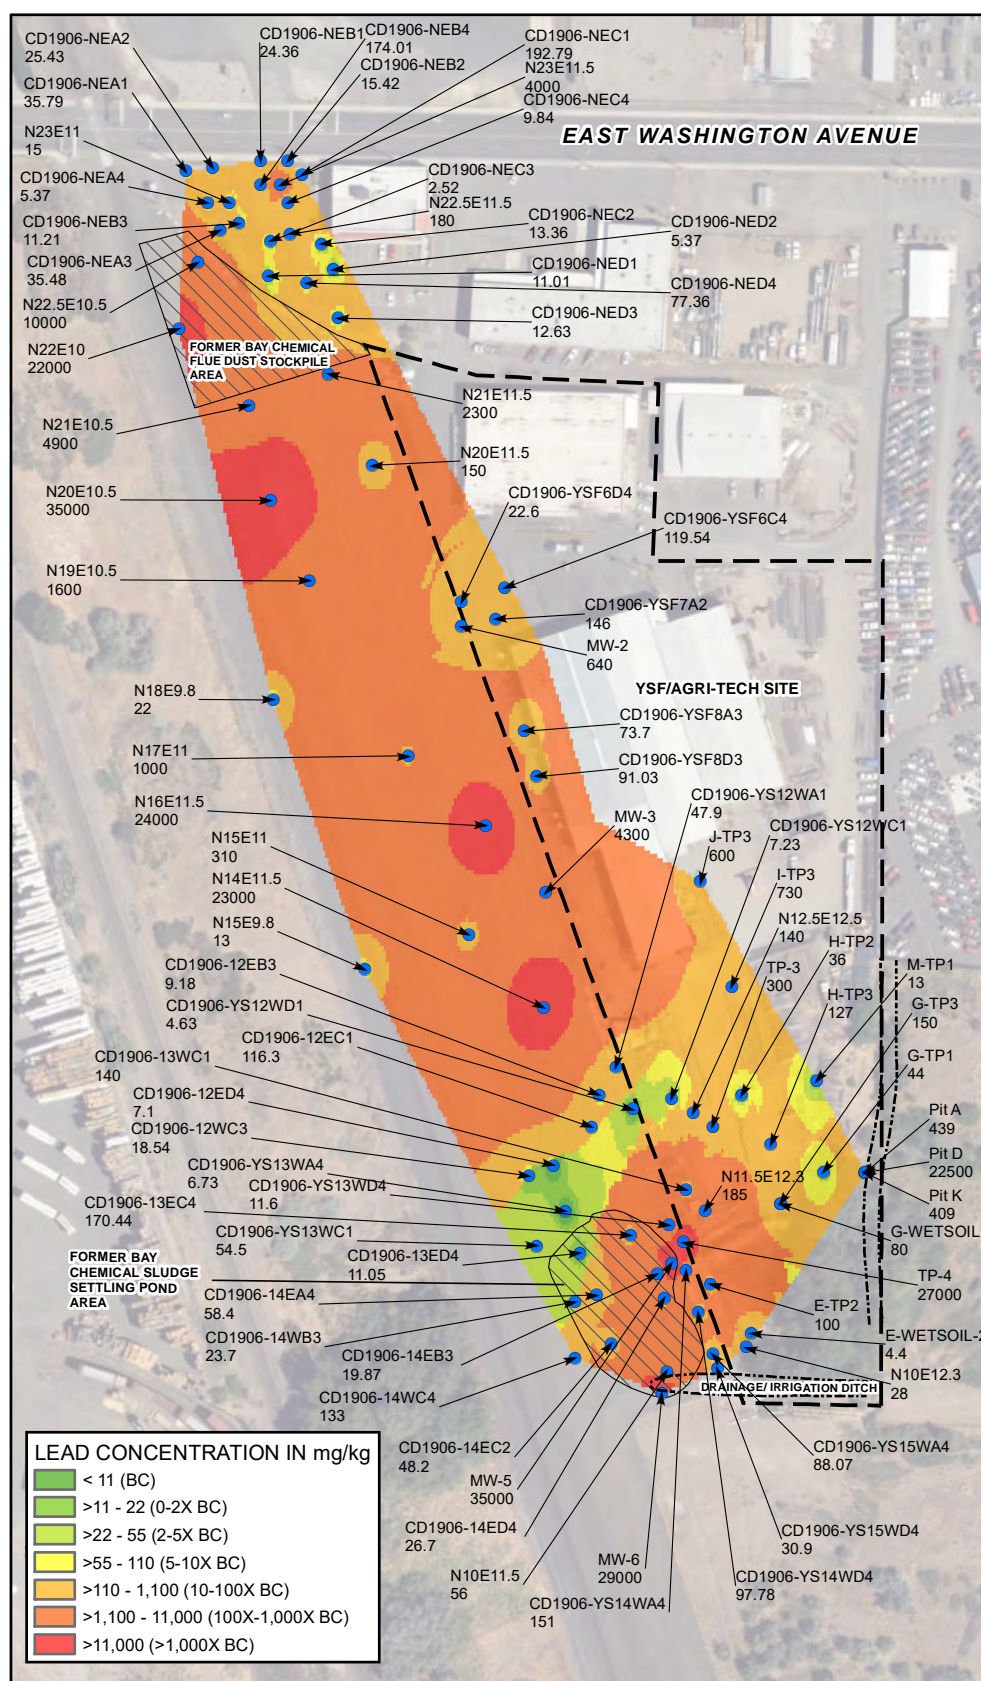 CD1906-NEA2
25.43
CD1906-NEB1
24.36
CD1906-NEB4
174.01
CD1906-NEB2
15.42
CD1906-NEC1
192.79
N23E11.5
4000
CD1906-NEC4
9.84
CD1906-NEA1
35.79
N23E11
15
EAST WASHINGTON AVENUE
CD1906-NEA4
5.37
CD1906-NEC3
2.52
N22.5E11.5
180
CD1906-NEC2
13.36
CD1906-NED2
5.37
CD1906-NEB3
11.21
CD1906-NEA3
35.48
CD1906-NED1
11.01
CD1906-NED4
77.36
N22.5E10.5
10000
CD1906-NED3
12.63
N22E10
22000
FORMER BAY CHEMICAL
FLUE DUST STOCKPILE
AREA
N21E11.5
2300
N21E10.5
4900
N20E11.5
150
N20E10.5
35000
CD1906-YSF6D4
22.6
CD1906-YSF6C4
119.54
N19E10.5
1600
CD1906-YSF7A2
146
MW-2
640
N18E9.8
22
YSF/AGRI-TECH SITE
CD1906-YSF8A3
73.7
N17E11
1000
CD1906-YSF8D3
91.03
CD1906-YS12WA1
47.9
N16E11.5
24000
MW-3
4300
CD1906-YS12WC1
7.23
J-TP3
600
N15E11
310
I-TP3
730
N14E11.5
23000
N12.5E12.5
140
N15E9.8
13
H-TP2
36
CD1906-12EB3
9.18
TP-3
300
M-TP1
13
H-TP3
127
G-TP3
150
CD1906-YS12WD1
4.63
CD1906-12EC1
116.3
G-TP1
44
CD1906-13WC1
140
CD1906-12ED4
7.1
Pit A
439
CD1906-12WC3
18.54
Pit D
22500
CD1906-YS13WA4
6.73
CD1906-YS13WD4
11.6
N11.5E12.3
185
Pit K
409
CD1906-13EC4
170.44
CD1906-YS13WC1
54.5
G-WETSOIL
80
CD1906-13ED4
11.05
FORMER BAY
CHEMICAL SLUDGE
SETTLING POND
AREA
TP-4
27000
CD1906-14EA4
58.4
E-TP2
100
CD1906-14WB3
23.7
E-WETSOIL-2
4.4
CD1906-14EB3
19.87
N10E12.3
28
CD1906-14WC4
133
DRAINAGE/ IRRIGATION DITCH
CD1906-14EC2
48.2
CD1906-YS15WA4
88.07
MW-5
35000
CD1906-14ED4
26.7
CD1906-YS15WD4
30.9
N10E11.5
56
MW-6
29000
CD1906-YS14WD4
97.78
CD1906-YS14WA4
151
LEAD CONCENTRATION IN mg/kg
< 11 (BC)
>11 - 22 (0-2X BC)
>22 - 55 (2-5X BC)
>55 - 110 (5-10X BC)
>110 - 1,100 (10-100X BC)
>1,100 - 11,000 (100X-1,000X BC)
>11,000 (>1,000X BC)